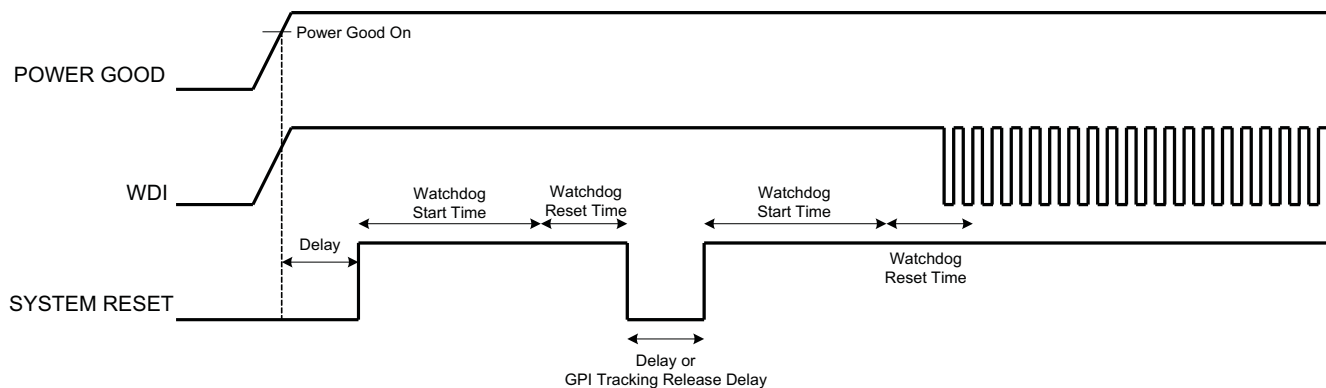 Power Good On
POWER GOOD
WDI
Watchdog
Start Time
Watchdog
Reset Time
Watchdog
Start Time
Delay
Watchdog
Reset Time
SYSTEM RESET
Delay or
GPI Tracking Release Delay